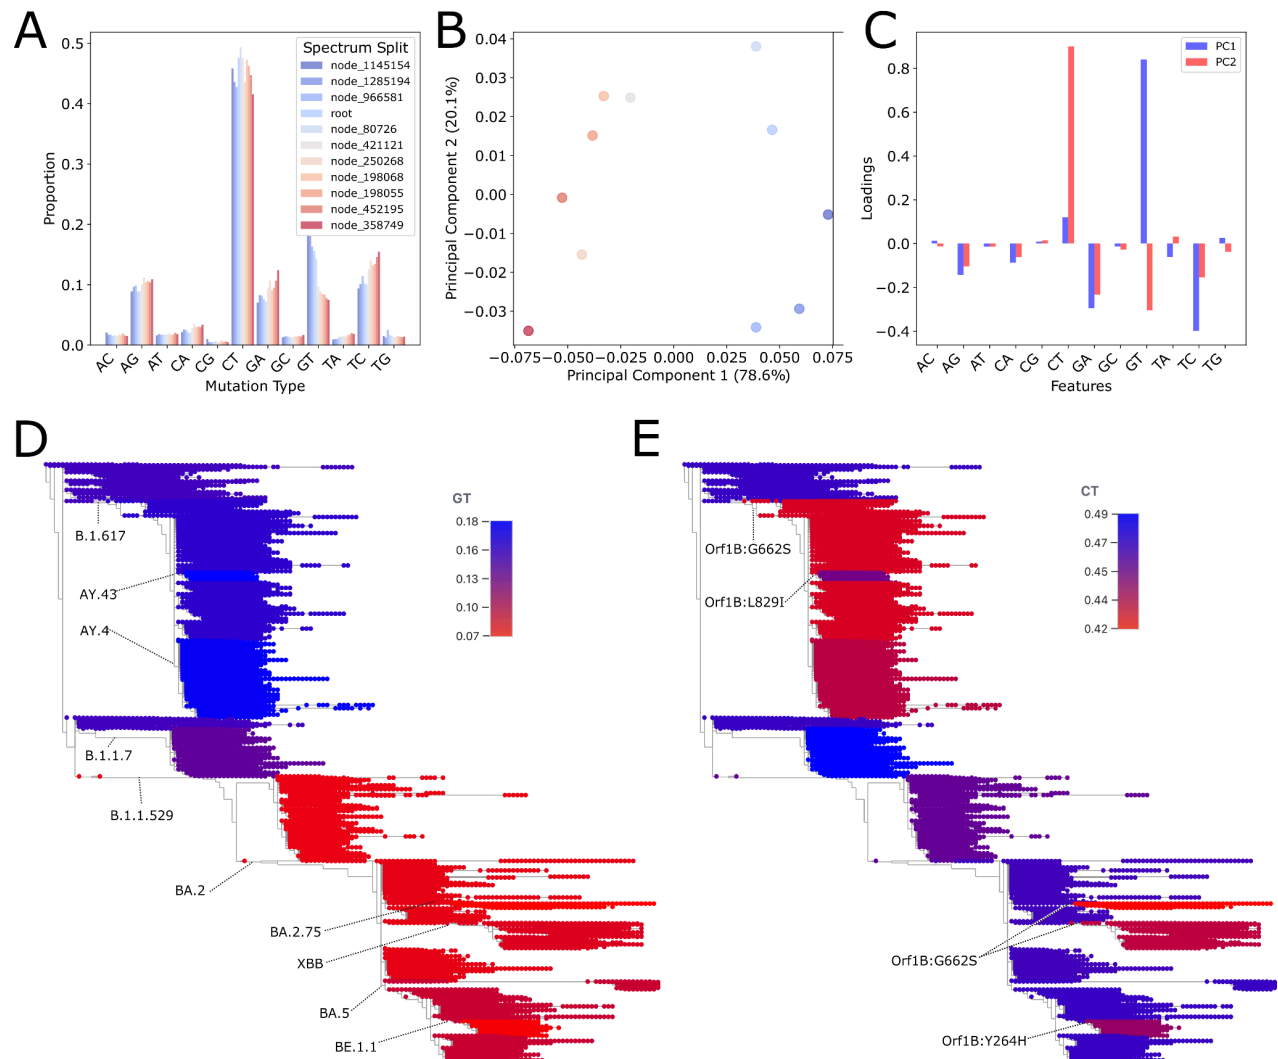 A
Proportion
0.5
0.4
0.3
0.2
0.1
0.0
Spectrum Split
node_1145154
node_1285194
node_966581
root
node_80726
node_421121
node_250268
node_198068
node_198055
node_452195
node_358749
AC AG AT CA CG CT GA GC GT TA TC TG
Mutation Type
B
Principal Component 2 (20.1%)
0.04
0.03
0.02
0.01
0.00
−0.01
−0.02
−0.03
−0.075 −0.050 −0.025 0.000 0.025 0.050 0.075
Principal Component 1 (78.6%)
C
Loadings
0.8
0.6
0.4
0.2
0.0
−0.2
−0.4
PC1
PC2
AC AG AT CA CG CT GA GC GT TA TC TG
Features
D
GT
0.18
0.16
0.13
0.10
0.07
B.1.617
AY.43
AY.4
B.1.1.7
B.1.1.529
BA.2
BA.2.75
XBB
BA.5
BE.1.1
E
CT
0.49
0.47
0.45
0.44
0.42
Orf1B:G662S
Orf1B:L829I
Orf1B:G662S
Orf1B:Y264H